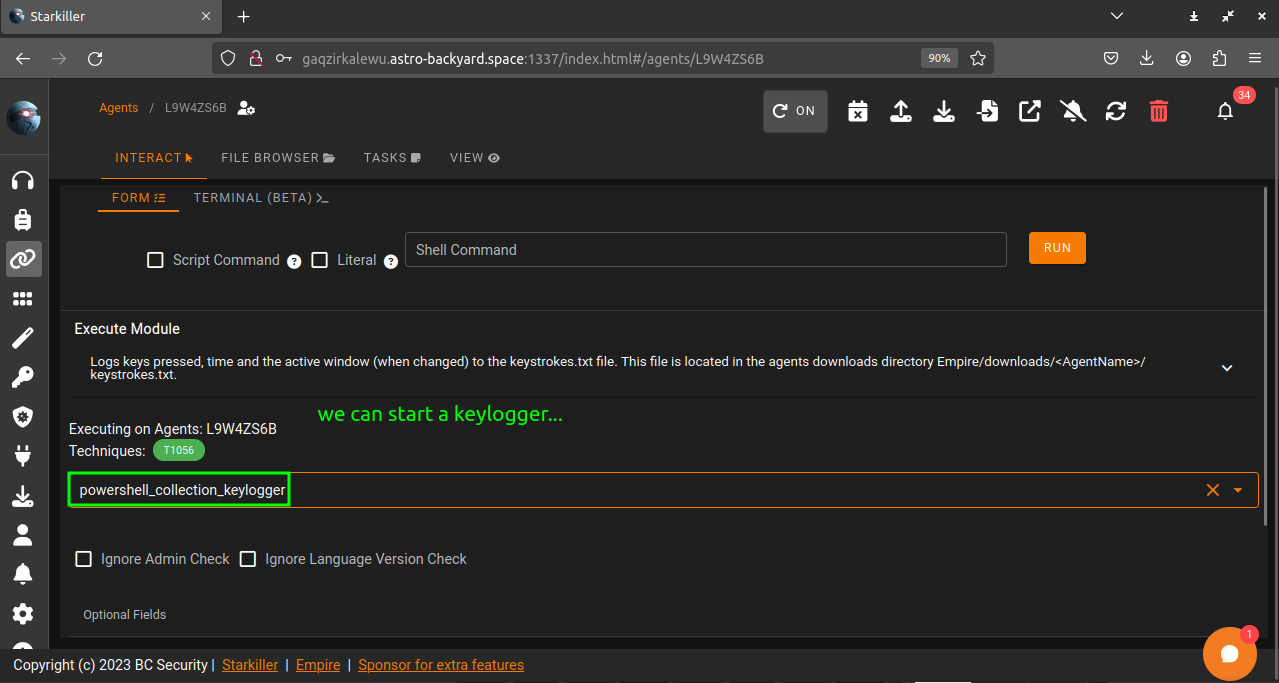 Starkiller
gaqzirkalewu.astro-backyard.space:1337/index.html#/agents/L9W4ZS6B 90%
Agents / L9W4ZS6B ON 34
INTERACT FILE BROWSER TASKS VIEW
FORM TERMINAL (BETA)
Script Command ? Literal ? Shell Command RUN
Execute Module
Logs keys pressed, time and the active window (when changed) to the keystrokes.txt file. This file is located in the agents downloads directory Empire/downloads/<AgentName>/
keystrokes.txt.
we can start a keylogger...
Executing on Agents: L9W4ZS6B
Techniques: T1056
powershell_collection_keylogger
Ignore Admin Check Ignore Language Version Check
Optional Fields
1
Copyright (c) 2023 BC Security | Starkiller | Empire | Sponsor for extra features